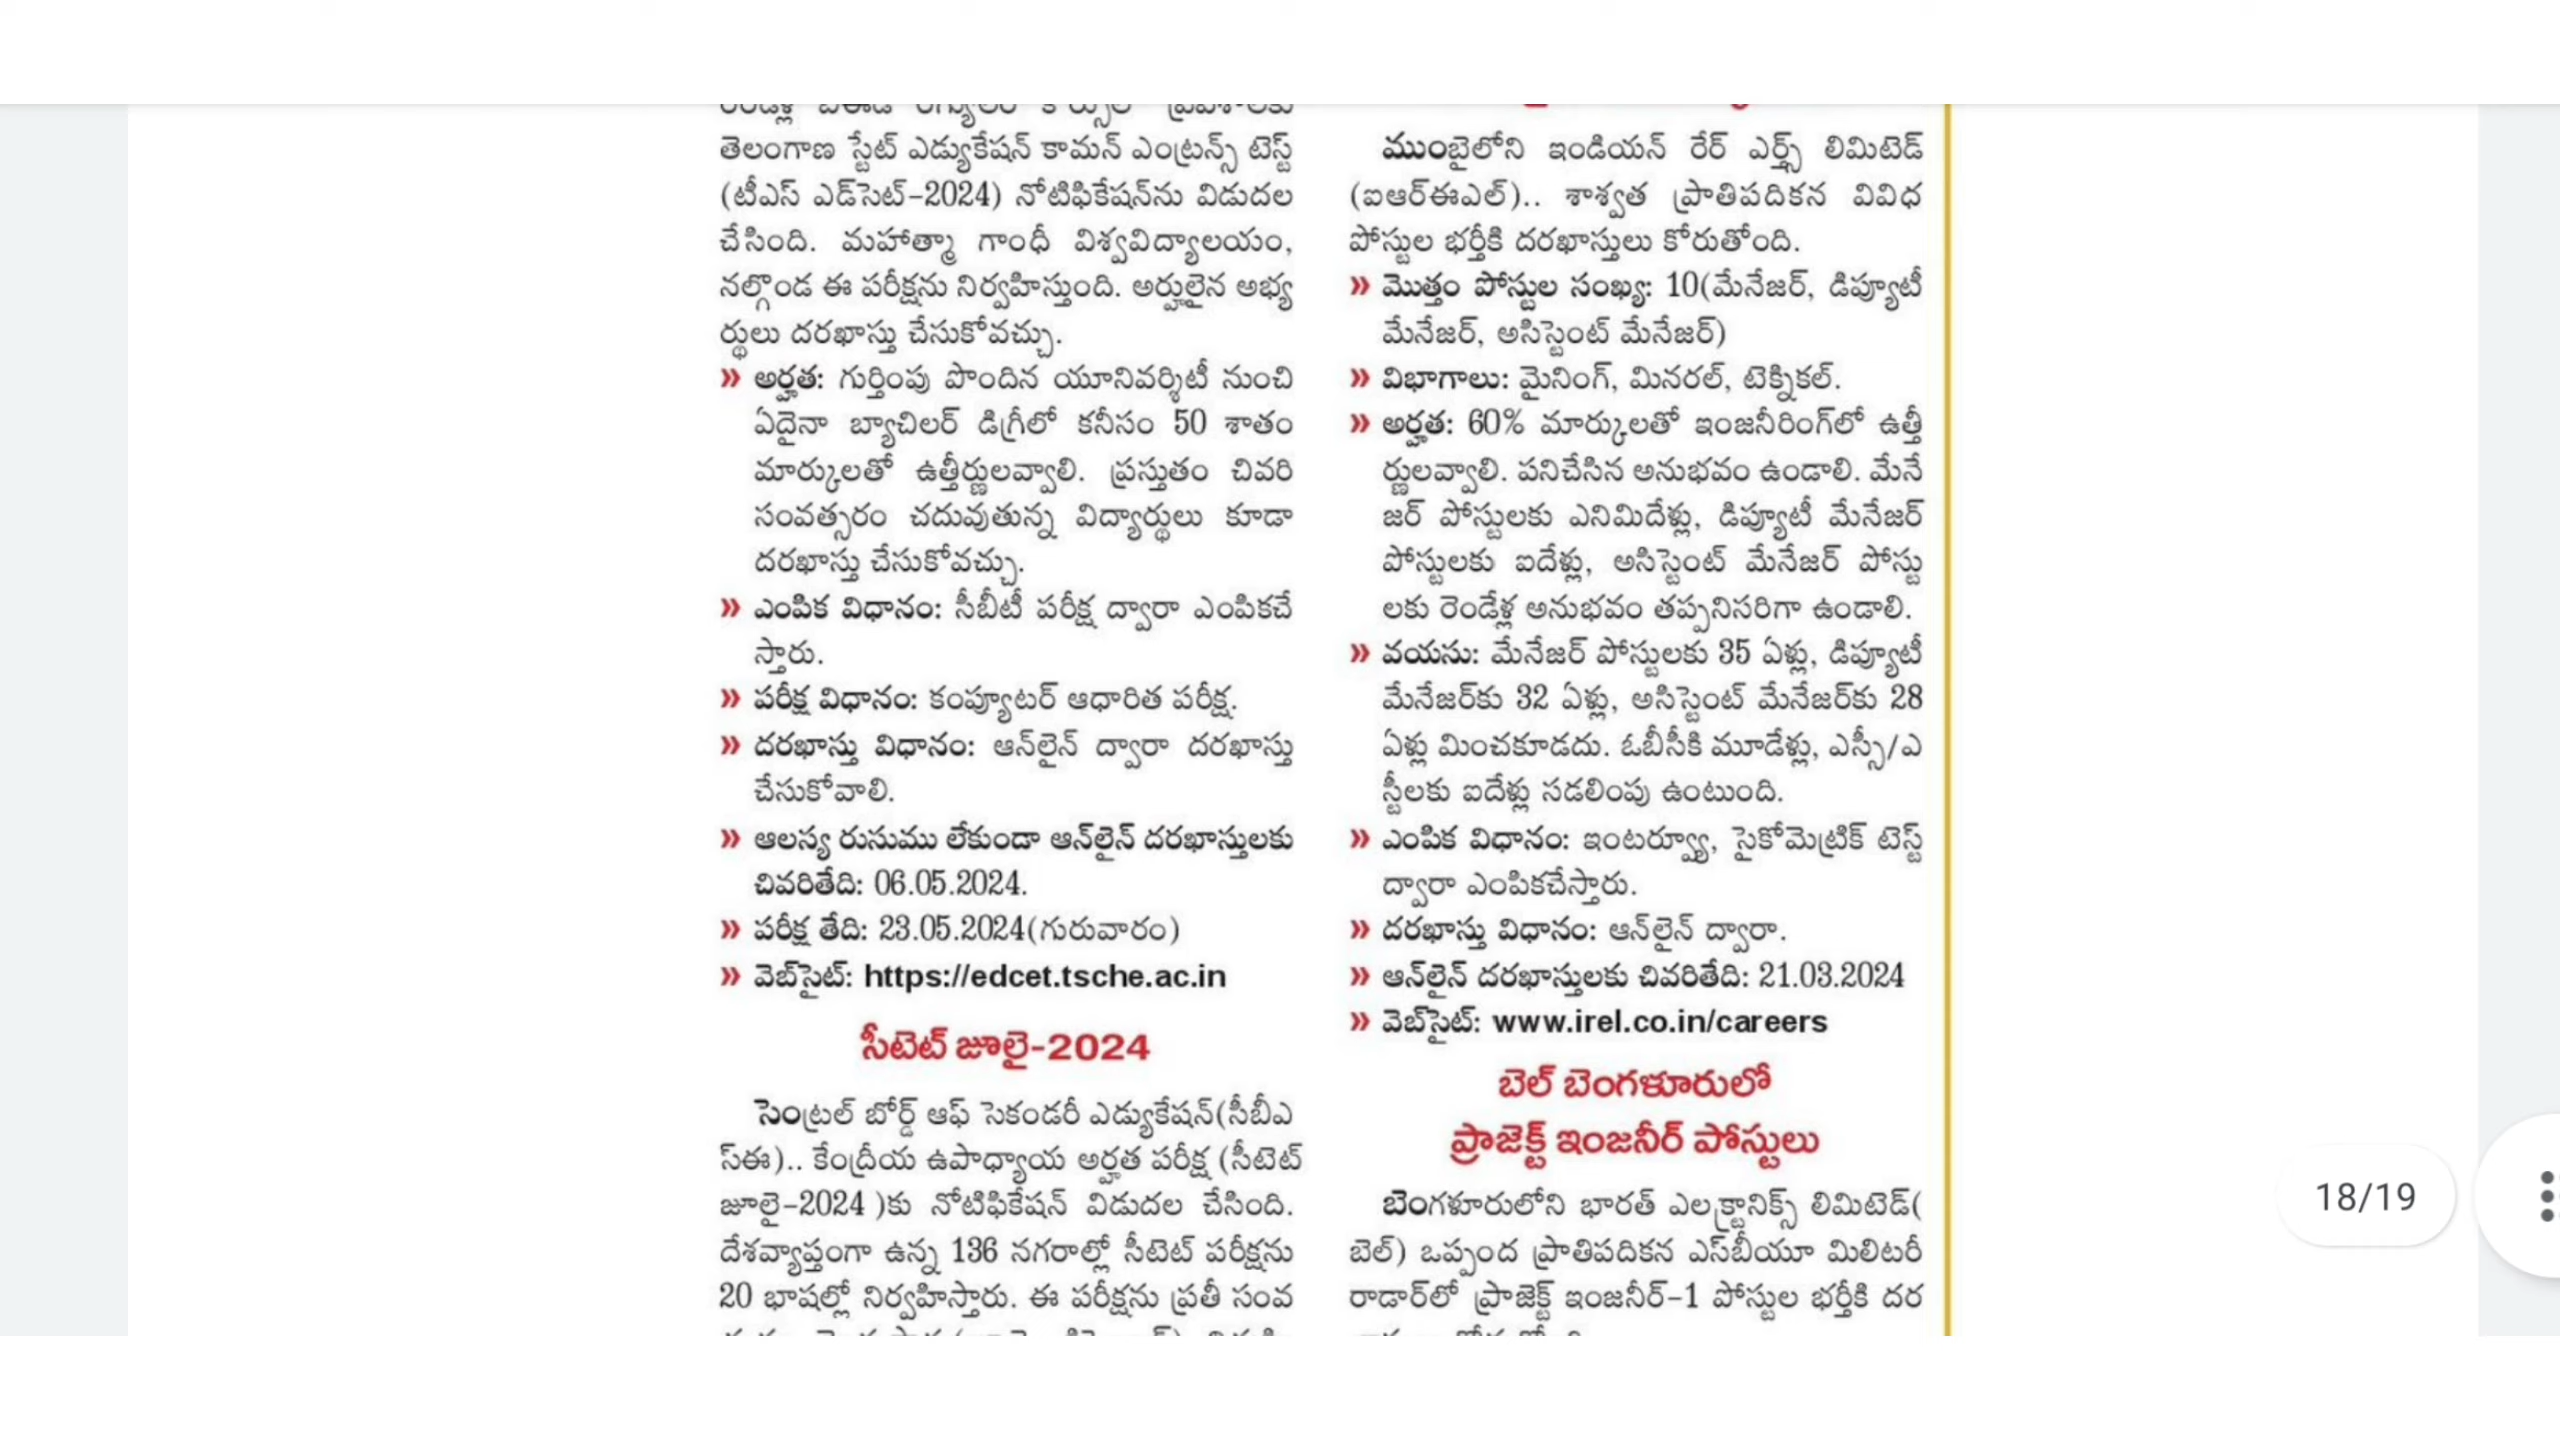 తెలంగాణ స్టేట్ ఎడ్యుకేషన్ కామన్ ఎంట్రన్స్ టెస్ట్
(టీఎస్ ఎడ్‌సెట్-2024) నోటిఫికేషన్‌ను విడుదల
చేసింది. మహాత్మా గాంధీ విశ్వవిద్యాలయం,
నల్గొండ ఈ పరీక్షను నిర్వహిస్తుంది. అర్హులైన అభ్య
ర్థులు దరఖాస్తు చేసుకోవచ్చు.
» అర్హత: గుర్తింపు పొందిన యూనివర్శిటీ నుంచి
ఏదైనా బ్యాచిలర్ డిగ్రీలో కనీసం 50 శాతం
మార్కులతో ఉత్తీర్ణులవ్వాలి. ప్రస్తుతం చివరి
సంవత్సరం చదువుతున్న విద్యార్థులు కూడా
దరఖాస్తు చేసుకోవచ్చు.
» ఎంపిక విధానం: సీబీటీ పరీక్ష ద్వారా ఎంపికచే
స్తారు.
» పరీక్ష విధానం: కంప్యూటర్ ఆధారిత పరీక్ష.
» దరఖాస్తు విధానం: ఆన్‌లైన్ ద్వారా దరఖాస్తు
చేసుకోవాలి.
» ఆలస్య రుసుము లేకుండా ఆన్‌లైన్ దరఖాస్తులకు
చివరితేది: 06.05.2024.
» పరీక్ష తేది: 23.05.2024(గురువారం)
» వెబ్‌సైట్: https://edcet.tsche.ac.in
సీటెట్ జూలై-2024
సెంట్రల్ బోర్డ్ ఆఫ్ సెకండరీ ఎడ్యుకేషన్(సీబీఎ
స్ఈ).. కేంద్రీయ ఉపాధ్యాయ అర్హత పరీక్ష (సీటెట్
జూలై-2024 )కు నోటిఫికేషన్ విడుదల చేసింది.
దేశవ్యాప్తంగా ఉన్న 136 నగరాల్లో సీటెట్ పరీక్షను
20 భాషల్లో నిర్వహిస్తారు. ఈ పరీక్షను ప్రతీ సంవ
ముంబైలోని ఇండియన్ రేర్ ఎర్త్స్ లిమిటెడ్
(ఐఆర్ఈఎల్).. శాశ్వత ప్రాతిపదికన వివిధ
పోస్టుల భర్తీకి దరఖాస్తులు కోరుతోంది.
» మొత్తం పోస్టుల సంఖ్య: 10(మేనేజర్, డిప్యూటీ
మేనేజర్, అసిస్టెంట్ మేనేజర్)
» విభాగాలు: మైనింగ్, మినరల్, టెక్నికల్.
» అర్హత: 60% మార్కులతో ఇంజనీరింగ్‌లో ఉత్తీ
ర్ణులవ్వాలి. పనిచేసిన అనుభవం ఉండాలి. మేనే
జర్ పోస్టులకు ఎనిమిదేళ్లు, డిప్యూటీ మేనేజర్
పోస్టులకు ఐదేళ్లు, అసిస్టెంట్ మేనేజర్ పోస్టు
లకు రెండేళ్ల అనుభవం తప్పనిసరిగా ఉండాలి.
» వయసు: మేనేజర్ పోస్టులకు 35 ఏళ్లు, డిప్యూటీ
మేనేజర్‌కు 32 ఏళ్లు, అసిస్టెంట్ మేనేజర్‌కు 28
ఏళ్లు మించకూడదు. ఓబీసీకి మూడేళ్లు, ఎస్సీ/ఎ
స్టీలకు ఐదేళ్లు సడలింపు ఉంటుంది.
» ఎంపిక విధానం: ఇంటర్వ్యూ, సైకోమెట్రిక్ టెస్ట్
ద్వారా ఎంపికచేస్తారు.
» దరఖాస్తు విధానం: ఆన్‌లైన్ ద్వారా.
» ఆన్‌లైన్ దరఖాస్తులకు చివరితేది: 21.03.2024
» వెబ్‌సైట్: www.irel.co.in/careers
బెల్ బెంగళూరులో
ప్రాజెక్ట్ ఇంజనీర్ పోస్టులు
బెంగళూరులోని భారత్ ఎలక్ట్రానిక్స్ లిమిటెడ్(
బెల్) ఒప్పంద ప్రాతిపదికన ఎస్‌బీయూ మిలిటరీ
రాడార్‌లో ప్రాజెక్ట్ ఇంజనీర్-1 పోస్టుల భర్తీకి దర
18/19